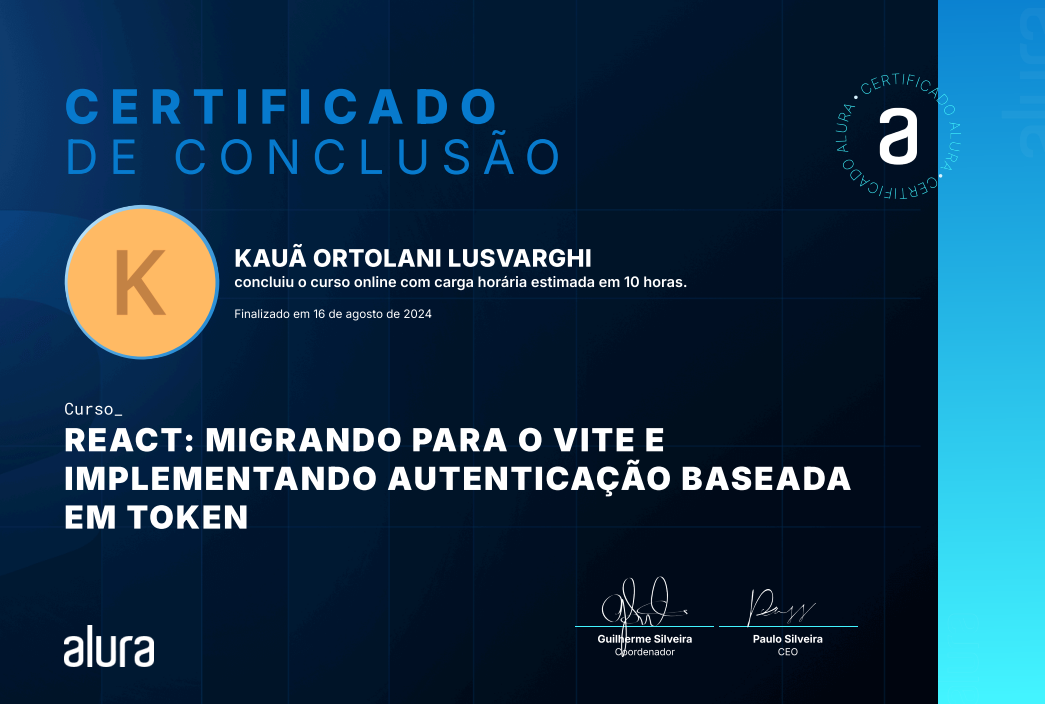 CERTIFICADO
DE CONCLUSÃO
CERTIFICADO ALURA • CERTIFICADO ALURA •
a
K
KAUÃ ORTOLANI LUSVARGHI
concluiu o curso online com carga horária estimada em 10 horas.
Finalizado em 16 de agosto de 2024
Curso_
REACT: MIGRANDO PARA O VITE E
IMPLEMENTANDO AUTENTICAÇÃO BASEADA
EM TOKEN
alura
Guilherme Silveira
Coordenador
Paulo Silveira
CEO
alura